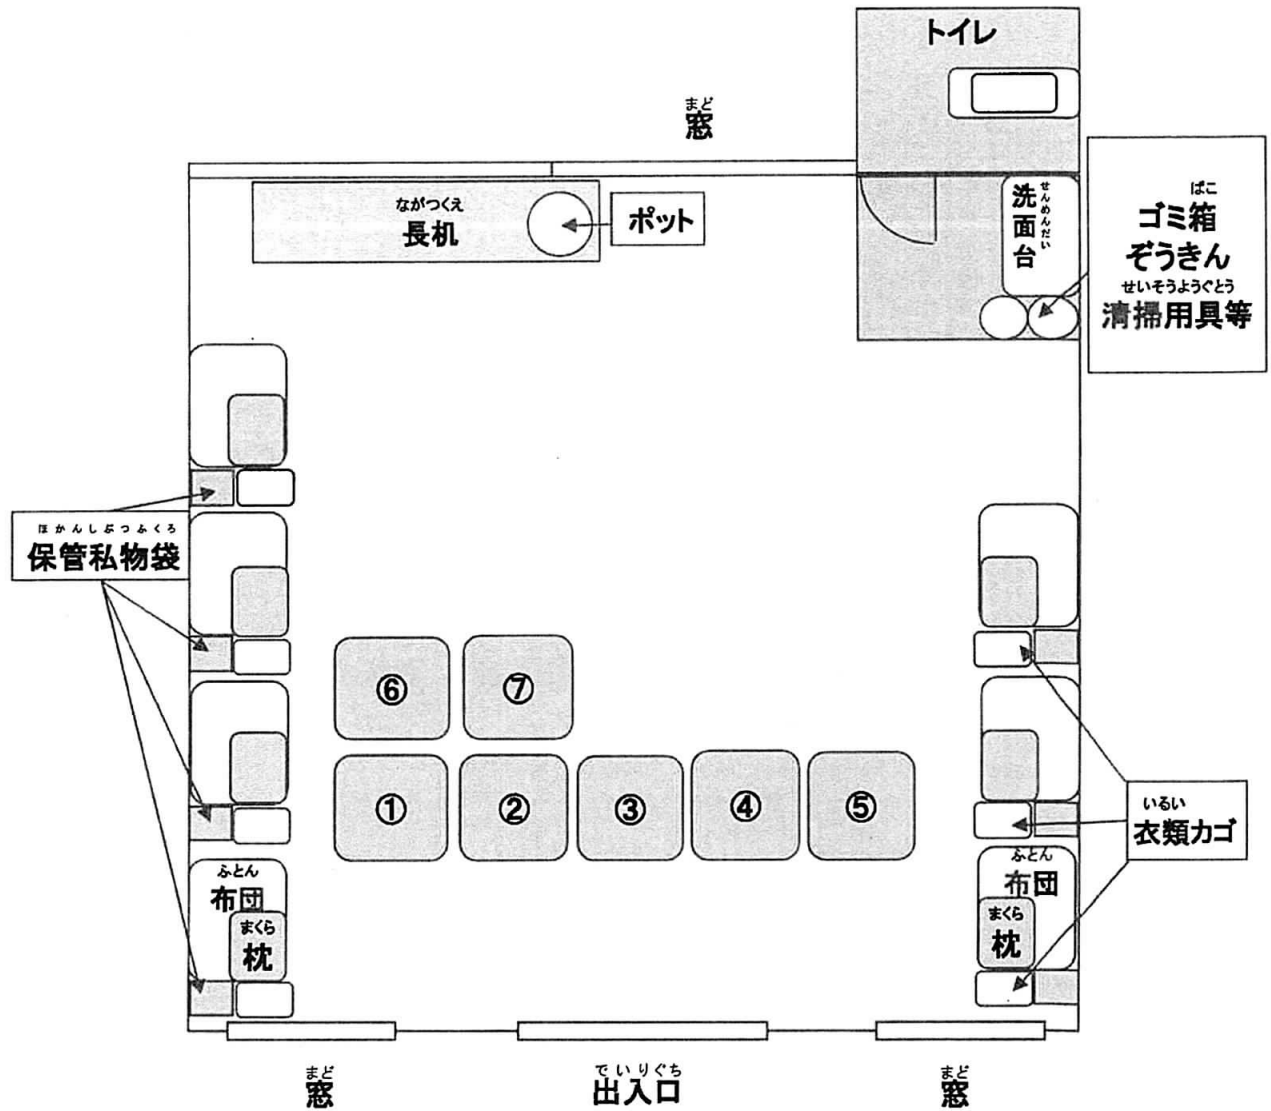 トイレ
まど
窓
ながつくえ
長机
ポット
せんめんだい
洗面台
ばこ
ゴミ箱
ぞうきん
せいそうようぐとう
清掃用具等
ほかんしぶつふくろ
保管私物袋
⑥ ⑦
① ② ③ ④ ⑤
いるい
衣類カゴ
ふとん
布団
まくら
枕
ふとん
布団
まくら
枕
まど
窓
でいりぐち
出入口
まど
窓